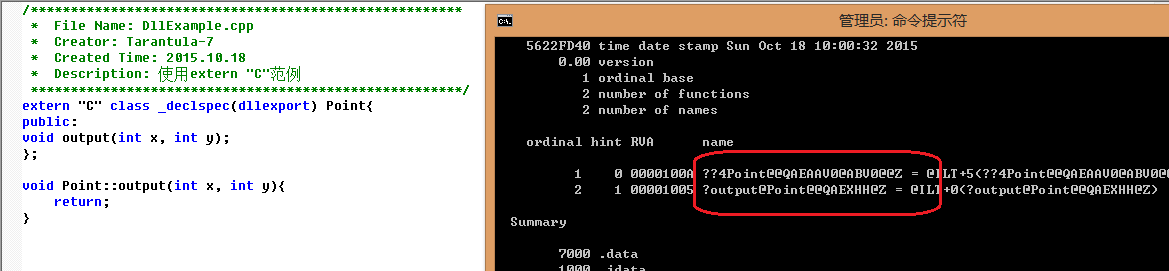 /******************************************************
 *  File Name: DllExample.cpp
 *  Creator: Tarantula-7
 *  Created Time: 2015.10.18
 *  Description: 使用extern "C"范例
 ******************************************************/
extern "C" class _declspec(dllexport) Point{
public:
void output(int x, int y);
};
void Point::output(int x, int y){
    return;
}
管理员: 命令提示符
C:\.
5622FD40 time date stamp Sun Oct 18 10:00:32 2015
0.00 version
1 ordinal base
2 number of functions
2 number of names
ordinal hint RVA      name
1    0 0000100A ??4Point@@QAEAAV0@ABV0@@Z = @ILT+5(??4Point@@QAEAAV0@ABV0@@
2    1 00001005 ?output@Point@@QAEXHH@Z = @ILT+0(?output@Point@@QAEXHH@Z)
Summary
7000 .data
1000 .idata